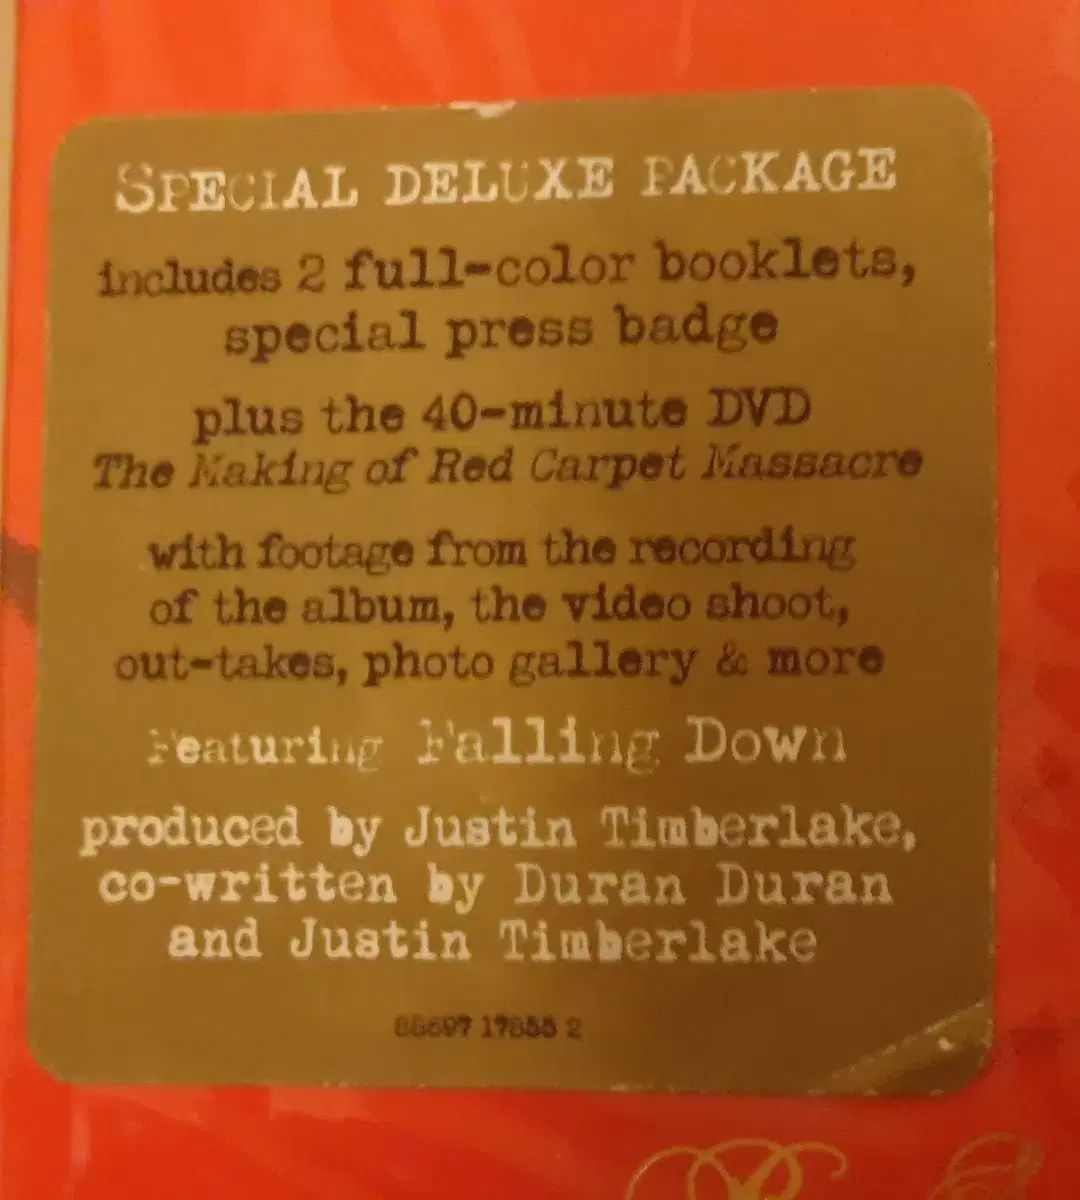 SPECIAL DELUXE PACKAGE
includes 2 full-color booklets,
special press badge
plus the 40-minute DVD
The Making of Red Carpet Massacre
with footage from the recording
of the album, the video shoot,
out-takes, photo gallery & more
Featuring Falling Down
produced by Justin Timberlake,
co-written by Duran Duran
and Justin Timberlake
2